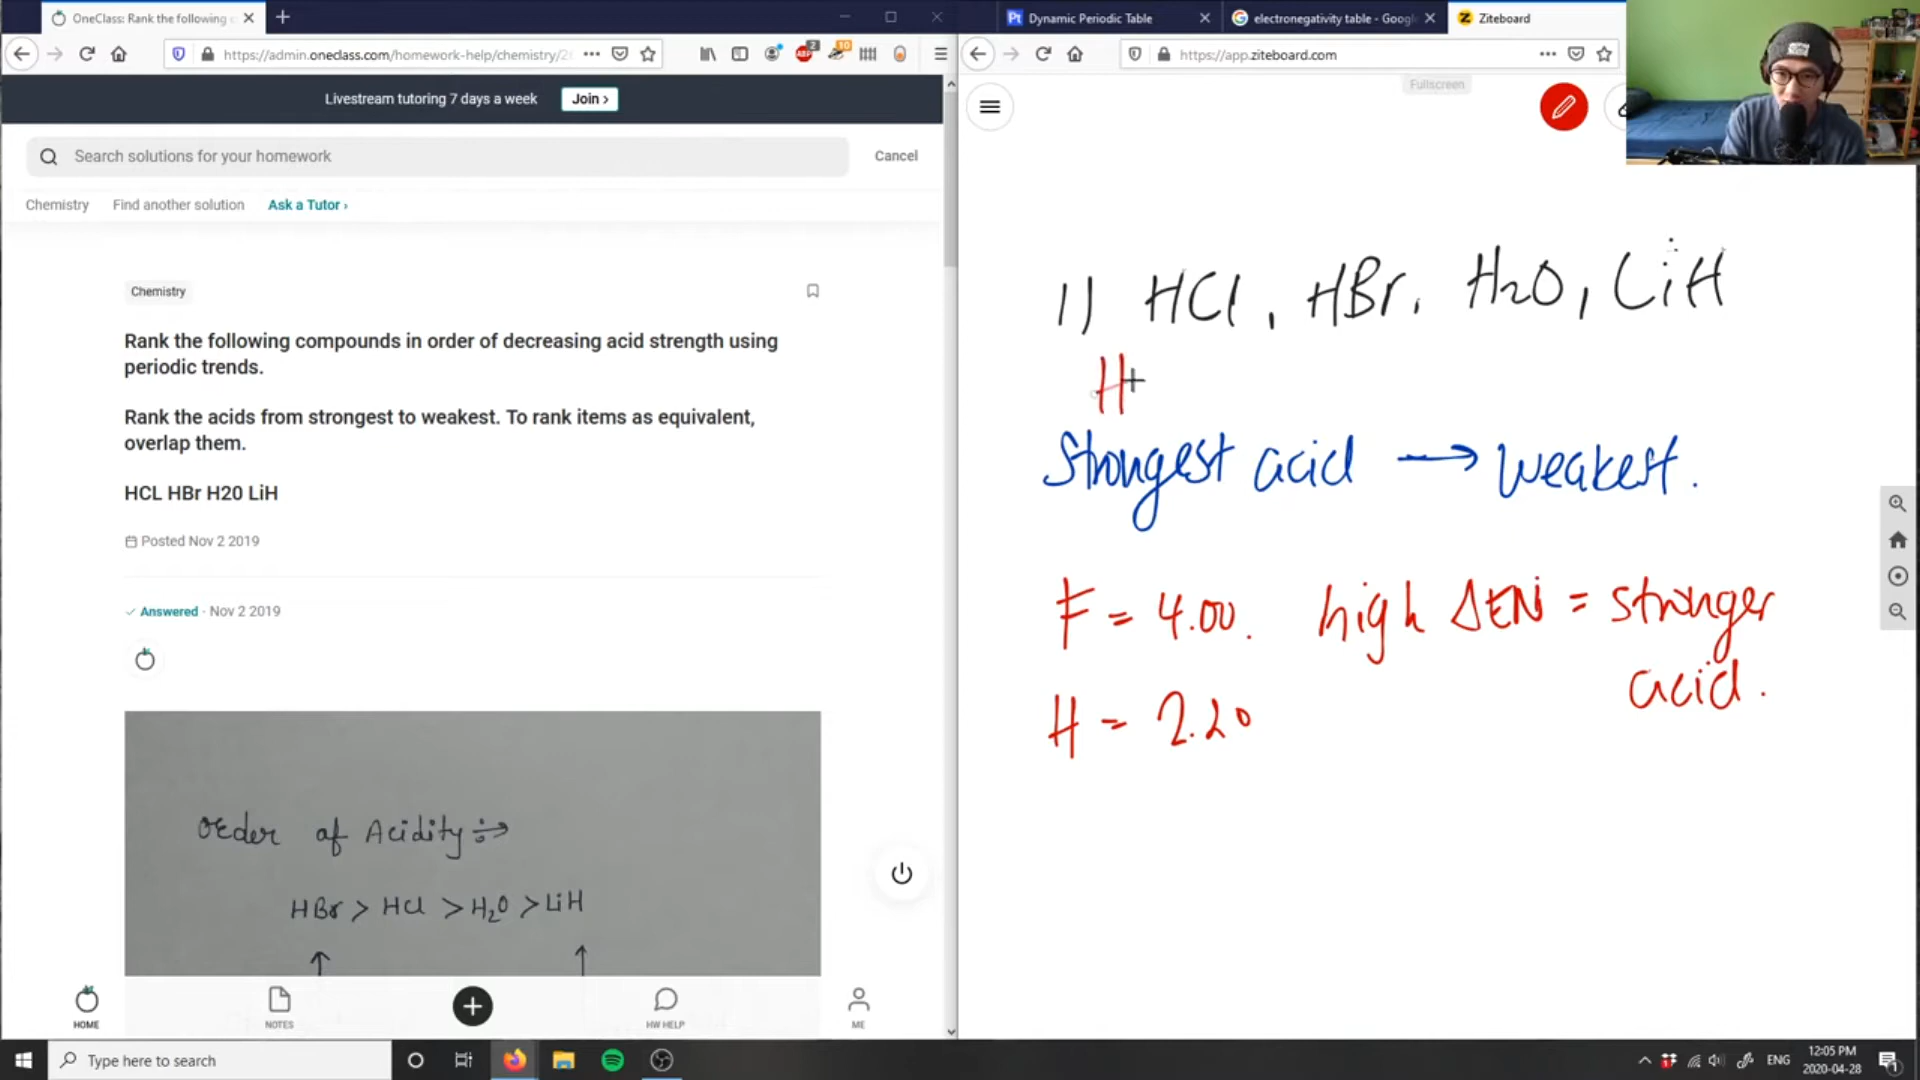 OneClass: Rank the following
Dynamic Periodic Table
electronegativity table - Googl
Ziteboard
https://admin.oneclass.com/homework-help/chemistry/2
2
10
https://app.ziteboard.com
Livestream tutoring 7 days a week
Join ›
Fullscreen
Search solutions for your homework
Cancel
Chemistry
Find another solution
Ask a Tutor ›
Chemistry
Rank the following compounds in order of decreasing acid strength using
periodic trends.
Rank the acids from strongest to weakest. To rank items as equivalent,
overlap them.
HCL HBr H20 LiH
Posted Nov 2 2019
Answered · Nov 2 2019
Order of Acidity
HBr > HCl > H2O > LiH
HOME
NOTES
HW HELP
ME
1) HCl, HBr, H2O, LiH
H
Strongest acid → weakest.
F = 4.00. high ΔEN = stronger
acid.
H = 2.20
Type here to search
ENG
12:05 PM
2020-04-28
1